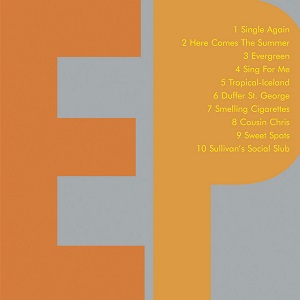 EP
1 Single Again
2 Here Comes The Summer
3 Evergreen
4 Sing For Me
5 Tropical-Iceland
6 Duffer St. George
7 Smelling Cigarettes
8 Cousin Chris
9 Sweet Spots
10 Sullivan's Social Slub